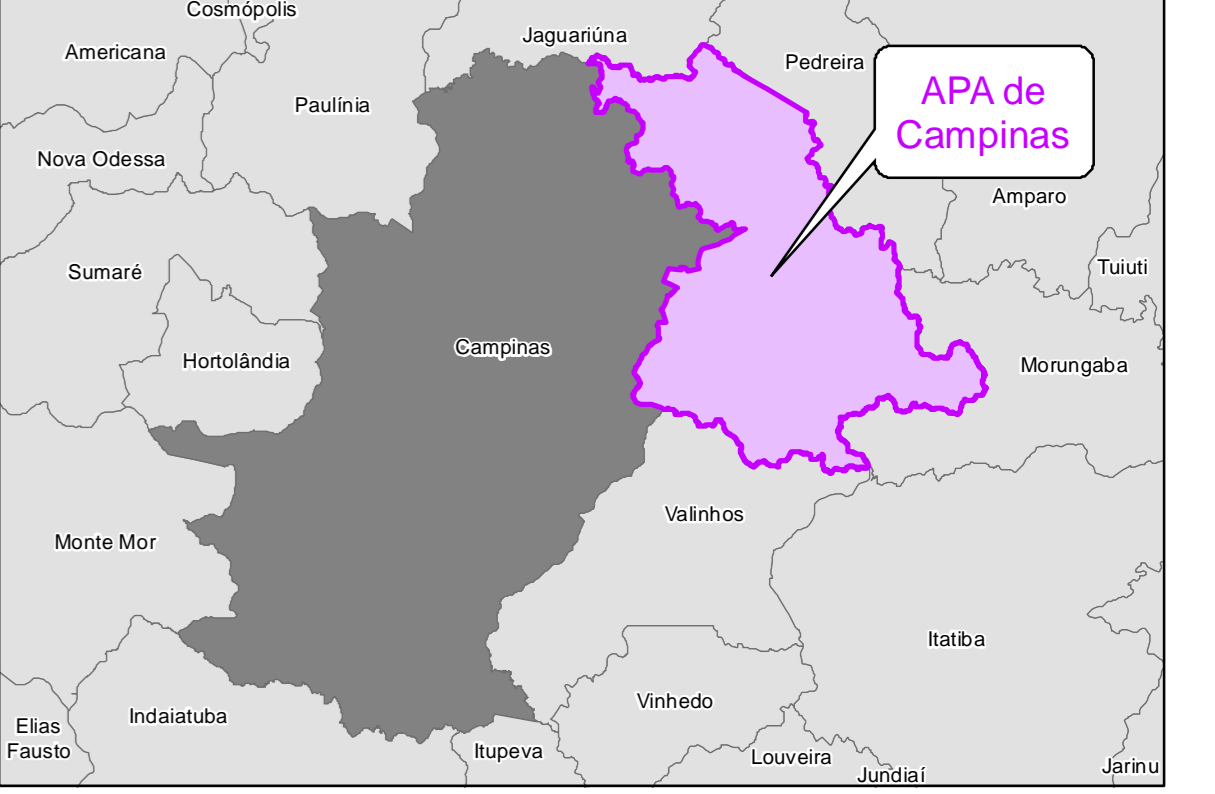 Cosmópolis
Jaguariúna
Americana
Pedreira
APA de
Campinas
Paulínia
Nova Odessa
Amparo
Sumaré
Tuiuti
Campinas
Hortolândia
Morungaba
Valinhos
Monte Mor
Itatiba
Vinhedo
Indaiatuba
Elias
Fausto
Itupeva
Louveira
Jundiaí
Jarinu